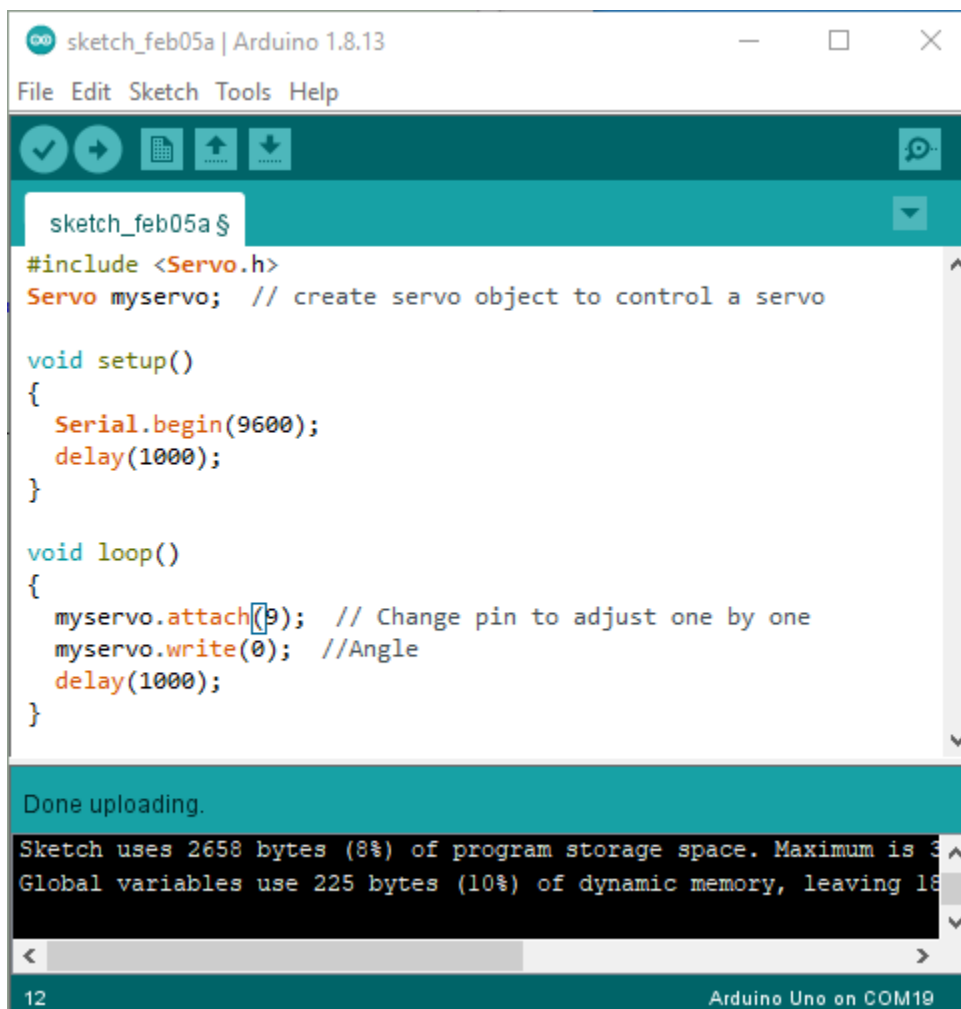 sketch_feb05a | Arduino 1.8.13
File Edit Sketch Tools Help
sketch_feb05a §
#include <Servo.h>
Servo myservo;  // create servo object to control a servo
void setup()
{
  Serial.begin(9600);
  delay(1000);
}
void loop()
{
  myservo.attach(9);  // Change pin to adjust one by one
  myservo.write(0);  //Angle
  delay(1000);
}
Done uploading.
Sketch uses 2658 bytes (8%) of program storage space. Maximum is 3
Global variables use 225 bytes (10%) of dynamic memory, leaving 18
12 Arduino Uno on COM19